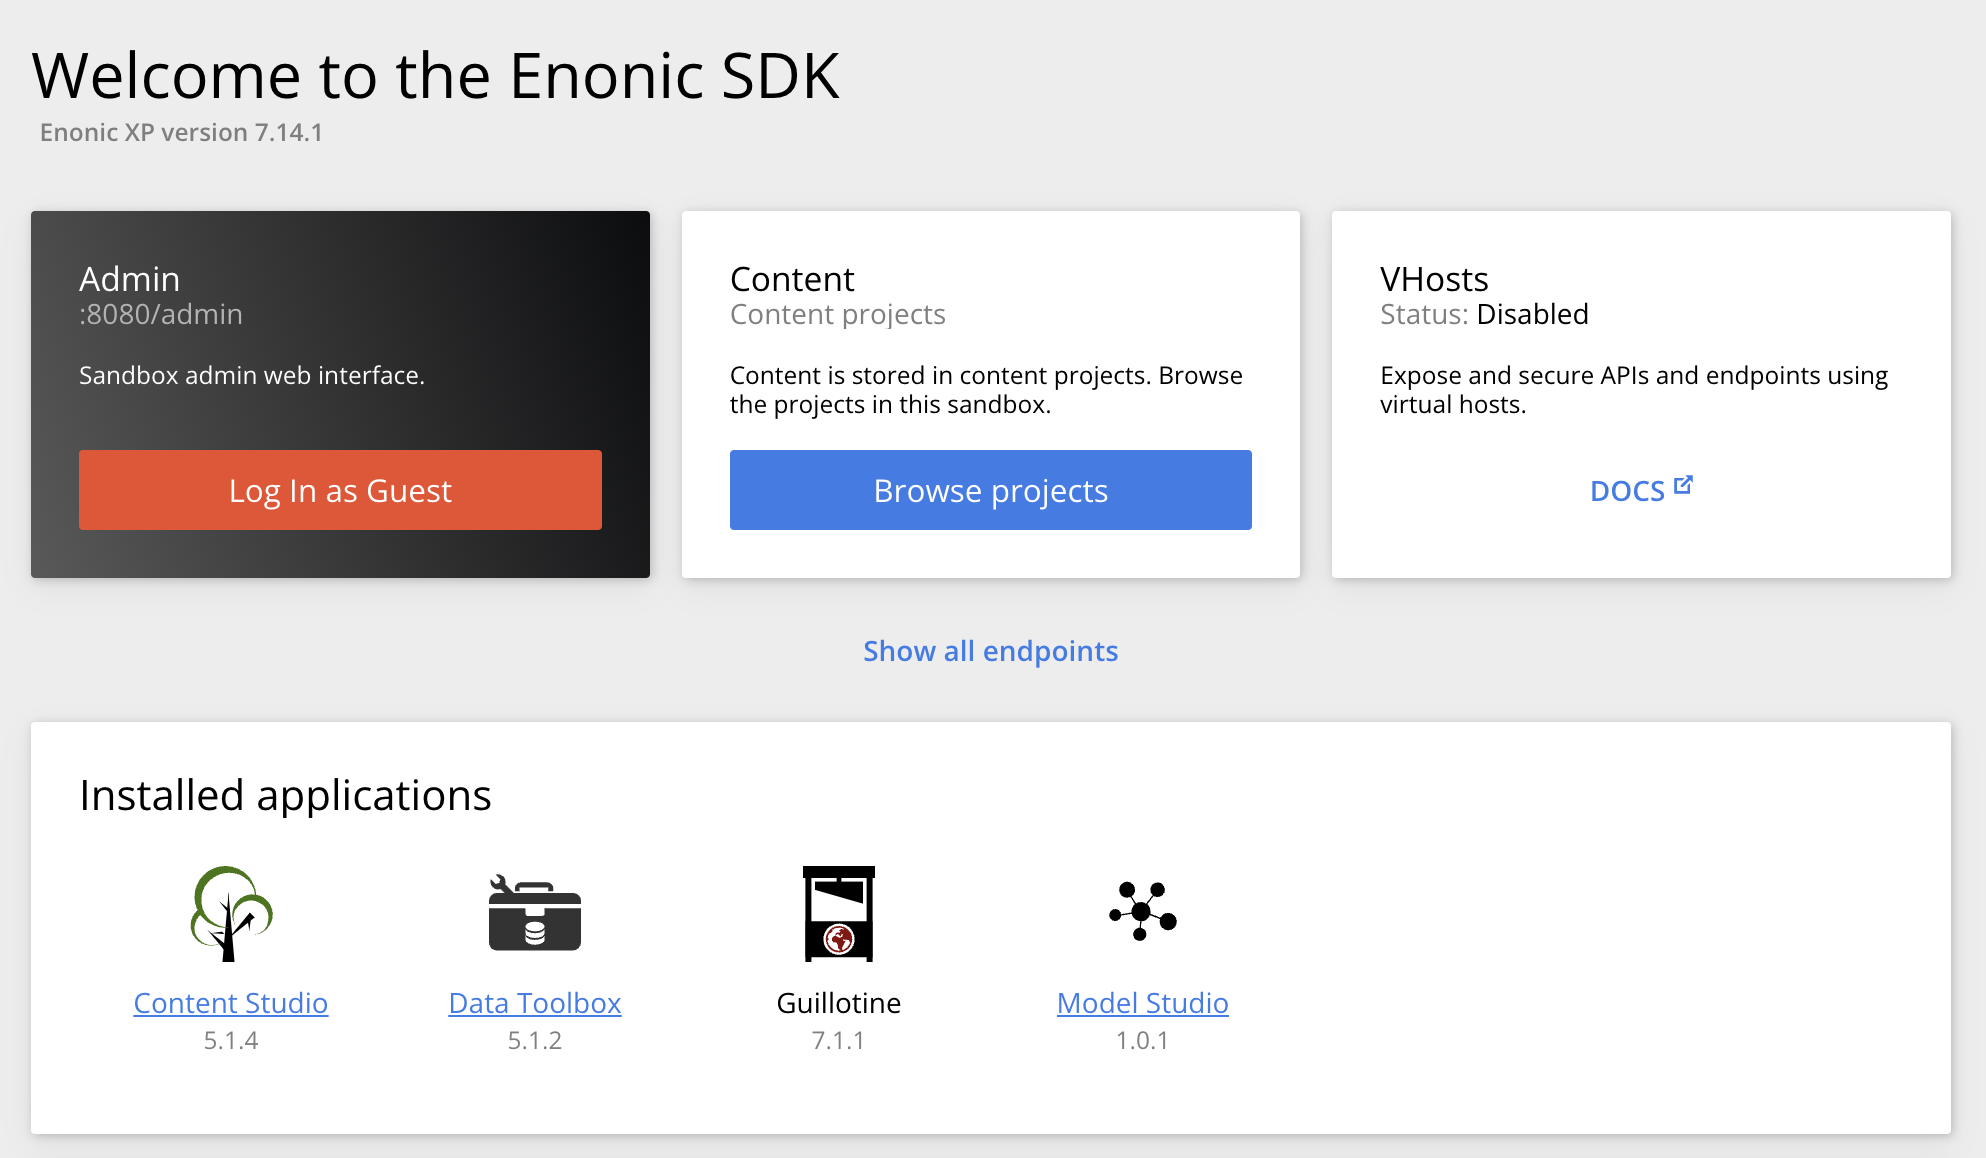 Welcome to the Enonic SDK
Enonic XP version 7.14.1
Admin
:8080/admin
Sandbox admin web interface.
Log In as Guest
Content
Content projects
Content is stored in content projects. Browse
the projects in this sandbox.
Browse projects
VHosts
Status: Disabled
Expose and secure APIs and endpoints using
virtual hosts.
DOCS
Show all endpoints
Installed applications
Content Studio
5.1.4
Data Toolbox
5.1.2
Guillotine
7.1.1
Model Studio
1.0.1